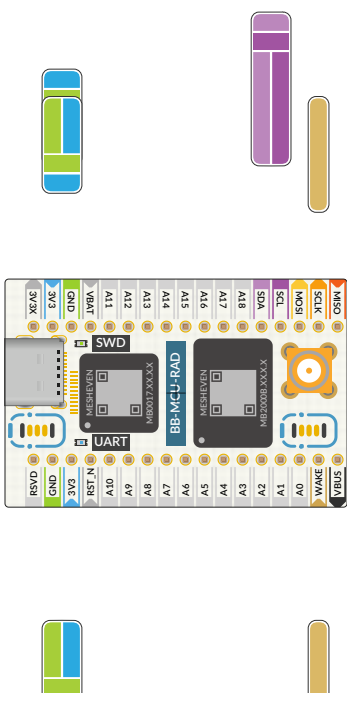 3V3X
3V3
GND
VBAT
A11
A12
A13
A14
A15
A16
A17
A18
SDA
SCL
MOSI
SCLK
MISO
SWD
MESHEVEN
MB0017.XX.XX
BB-MCU-RAD
MESHEVEN
MB2000B.XX.XX
UART
RSVD
GND
3V3
RST_N
A10
A9
A8
A7
A6
A5
A4
A3
A2
A1
A0
WAKE
VBUS